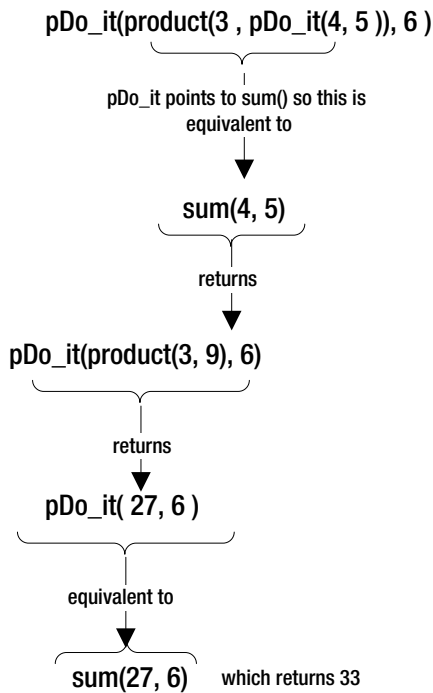 pDo_it(product(3 , pDo_it(4, 5 )), 6 )
pDo_it points to sum() so this is
equivalent to
sum(4, 5)
returns
pDo_it(product(3, 9), 6)
returns
pDo_it( 27, 6 )
equivalent to
sum(27, 6) which returns 33